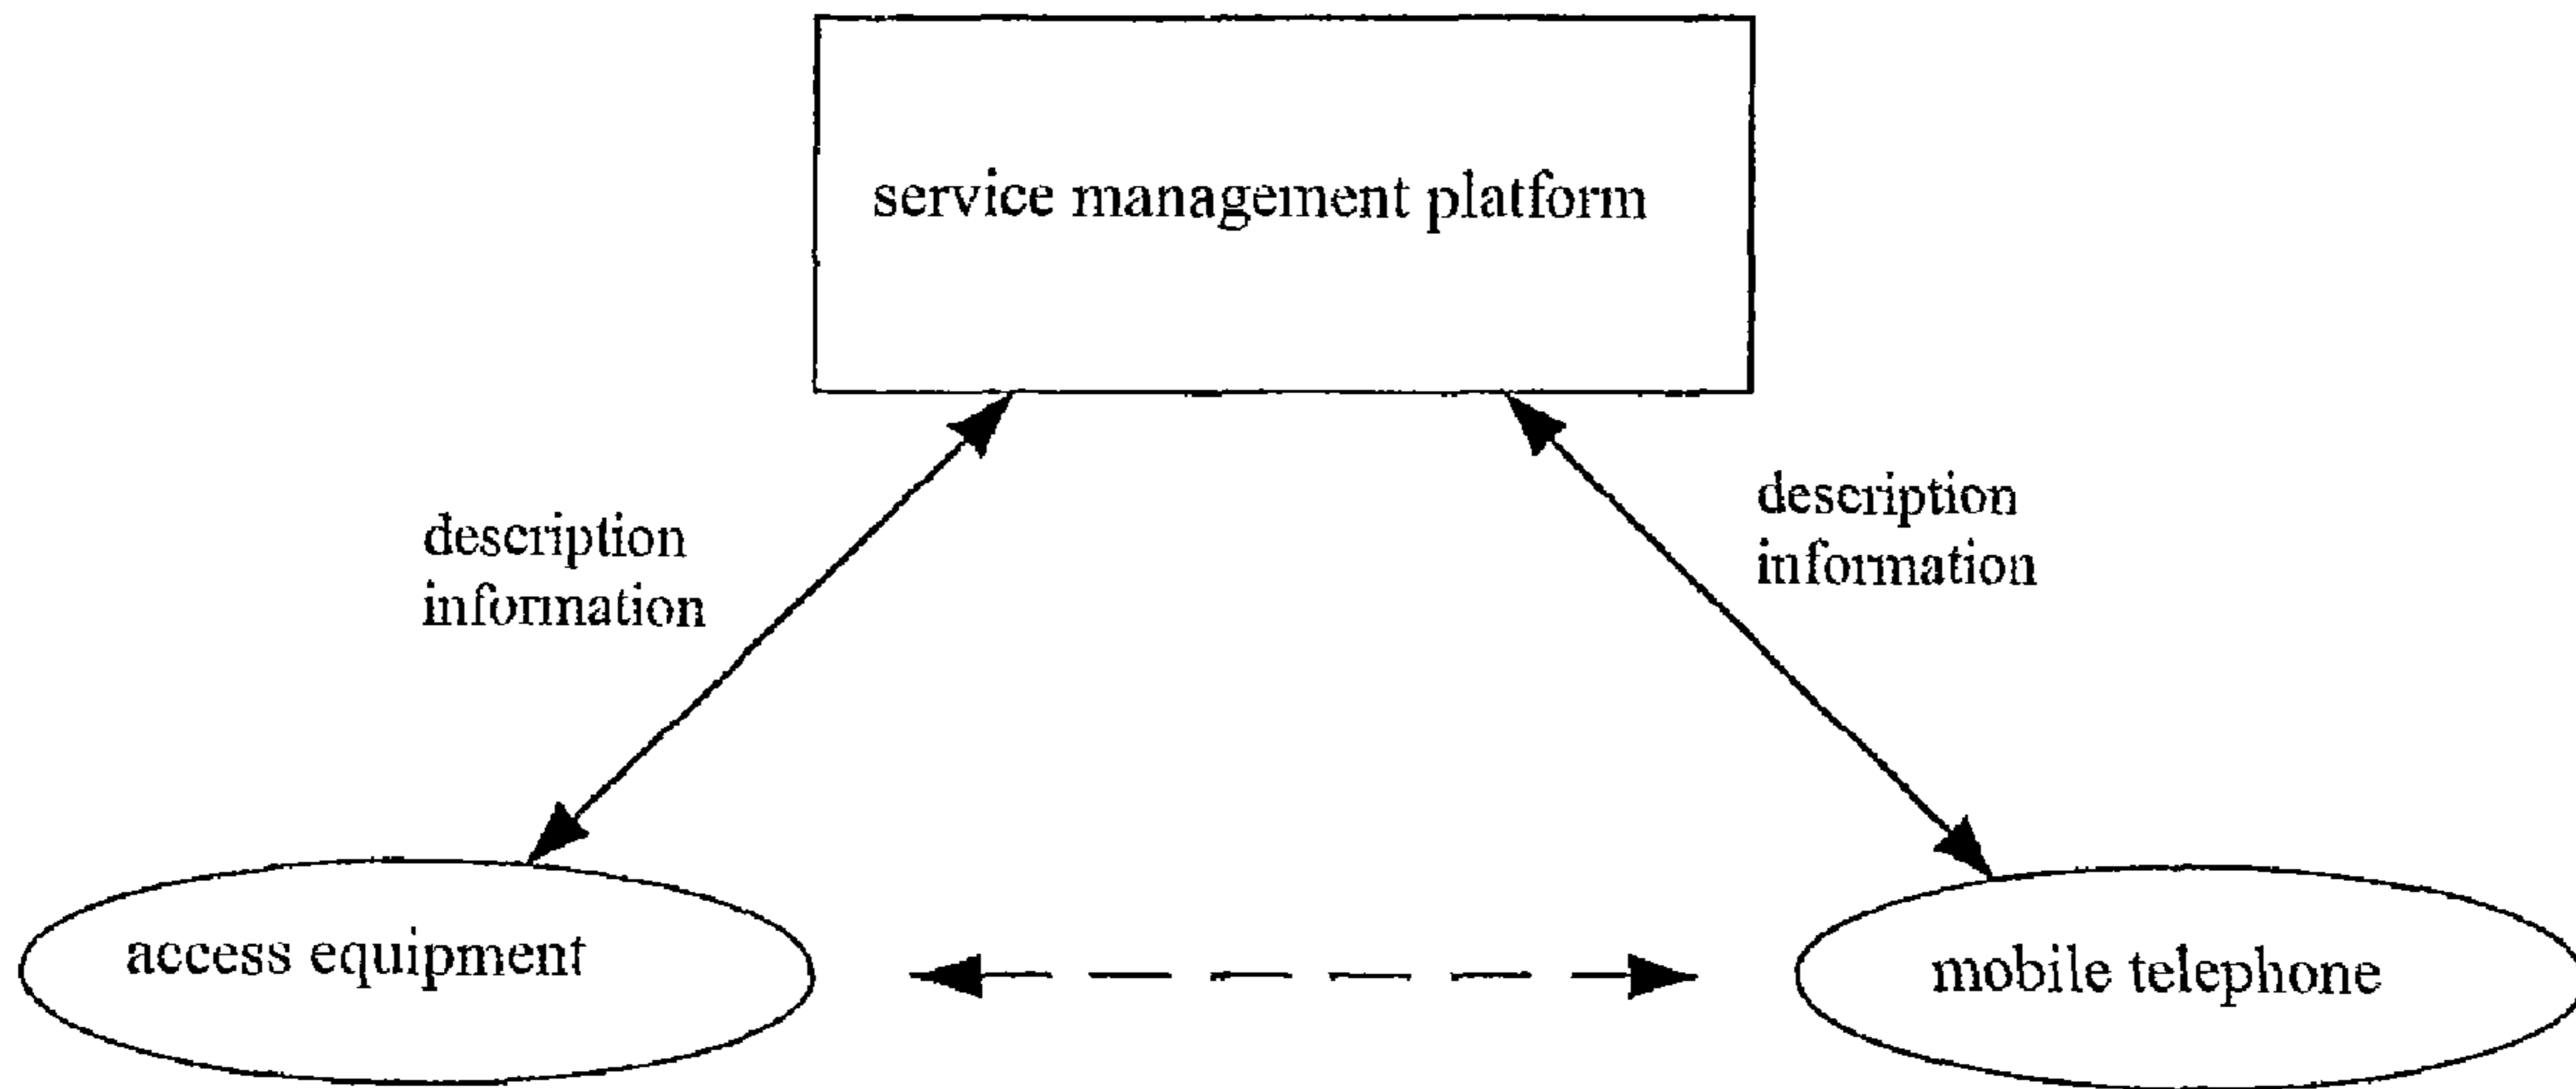 service management platform
description
information
description
information
access equipment
mobile telephone